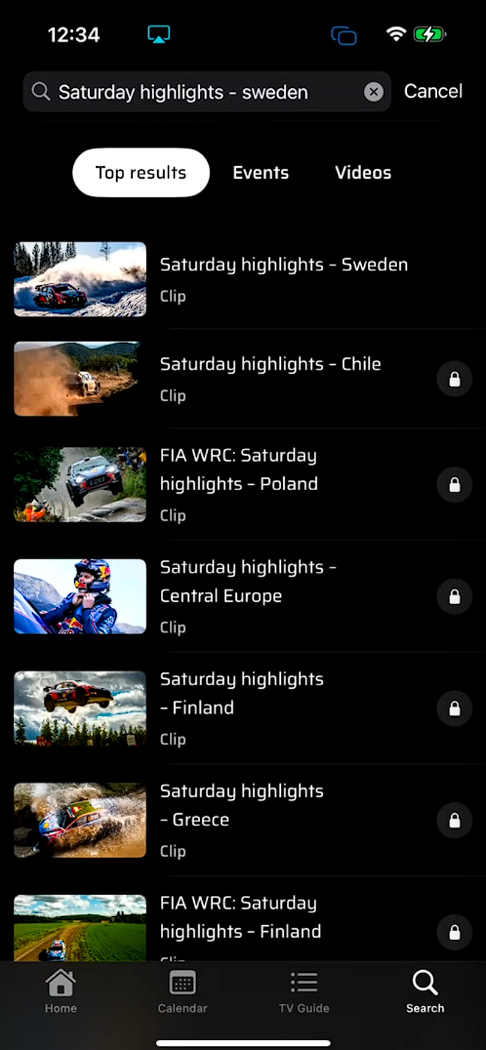 12:34
Saturday highlights - sweden
Cancel
Top results
Events
Videos
Saturday highlights – Sweden
Clip
Saturday highlights – Chile
Clip
FIA WRC: Saturday
highlights – Poland
Clip
Saturday highlights –
Central Europe
Clip
Saturday highlights
– Finland
Clip
Saturday highlights
– Greece
Clip
FIA WRC: Saturday
highlights – Finland
Clip
Home
Calendar
TV Guide
Search